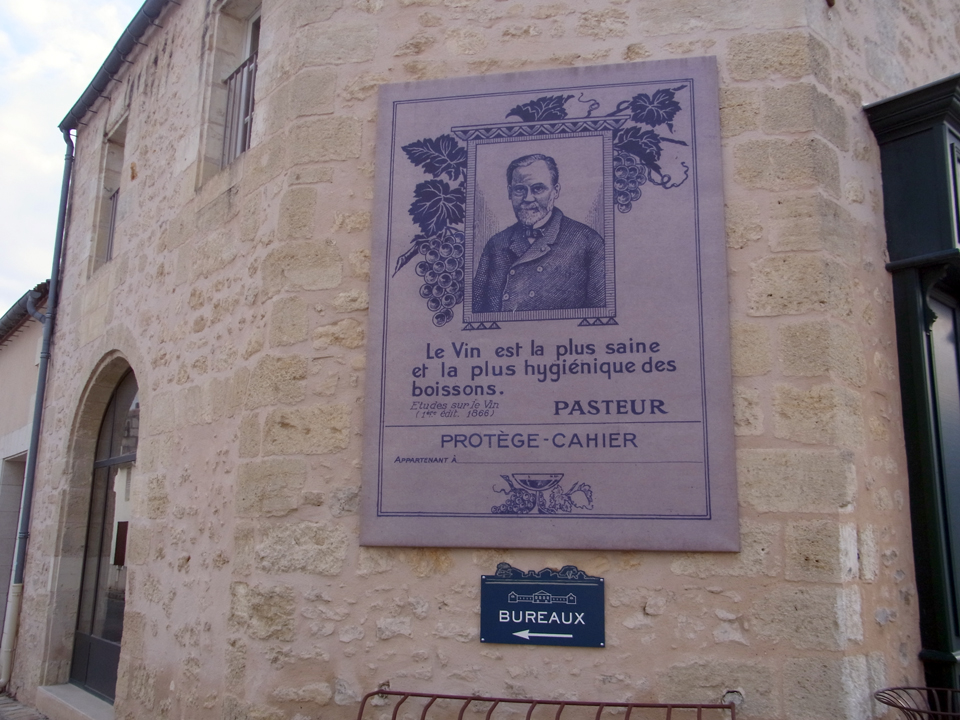 Le Vin est la plus saine
et la plus hygiénique des
boissons.
Etudes sur le Vin
(1ère édit. 1866)
PASTEUR
PROTÈGE-CAHIER
APPARTENANT À
BUREAUX